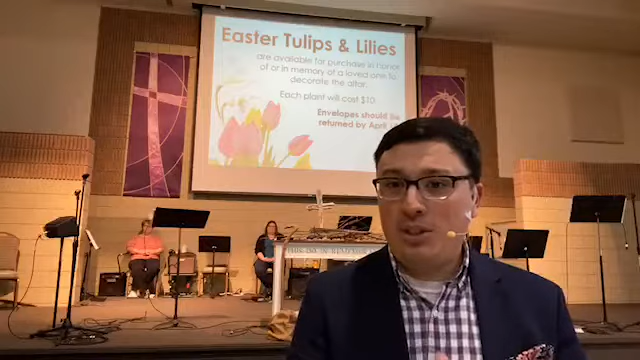 Easter Tulips & Lilies
are available for purchase in honor
of or in memory of a loved one to
decorate the altar.
Each plant will cost $10
Envelopes should be
returned by April